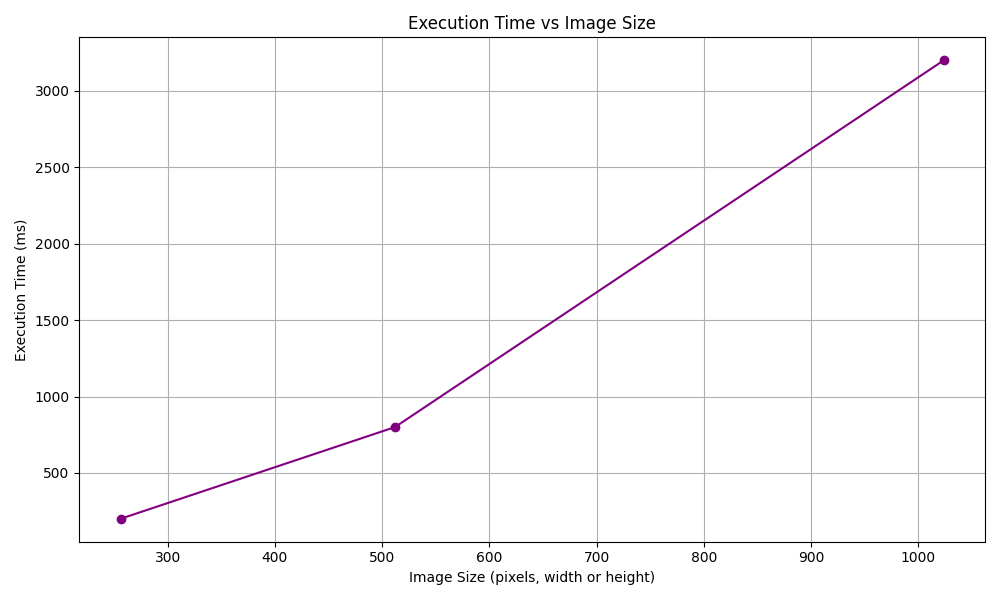 Execution Time vs Image Size
Execution Time (ms)
3000
2500
2000
1500
1000
500
300 400 500 600 700 800 900 1000
Image Size (pixels, width or height)